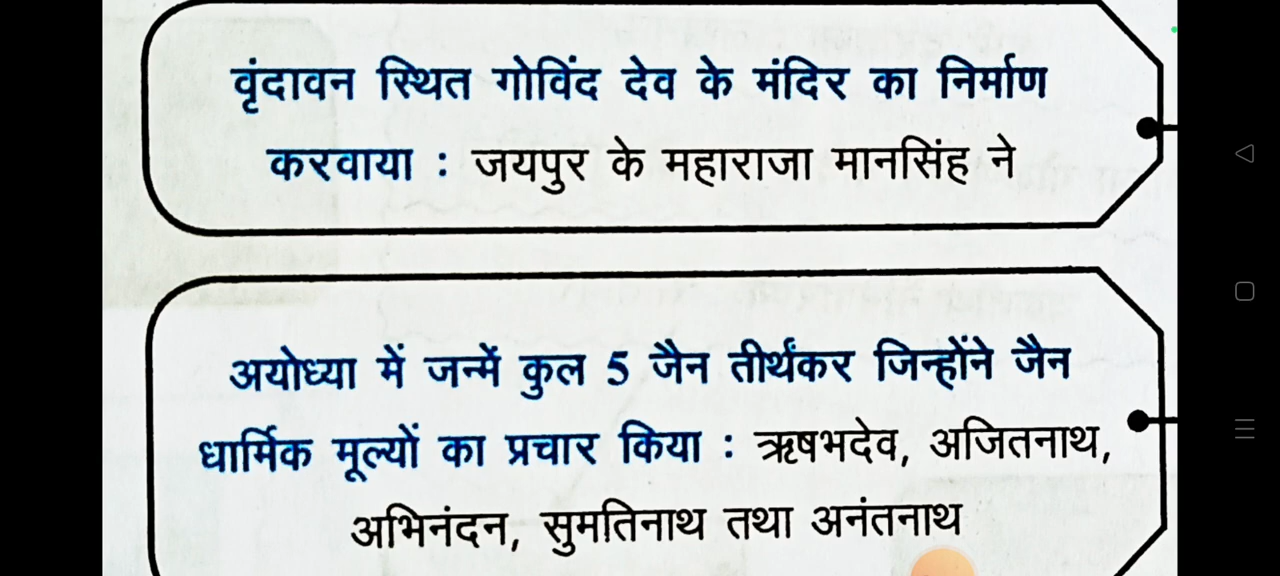 वृंदावन स्थित गोविंद देव के मंदिर का निर्माण
करवाया : जयपुर के महाराजा मानसिंह ने
अयोध्या में जन्में कुल 5 जैन तीर्थंकर जिन्होंने जैन
धार्मिक मूल्यों का प्रचार किया : ऋषभदेव, अजितनाथ,
अभिनंदन, सुमतिनाथ तथा अनंतनाथ